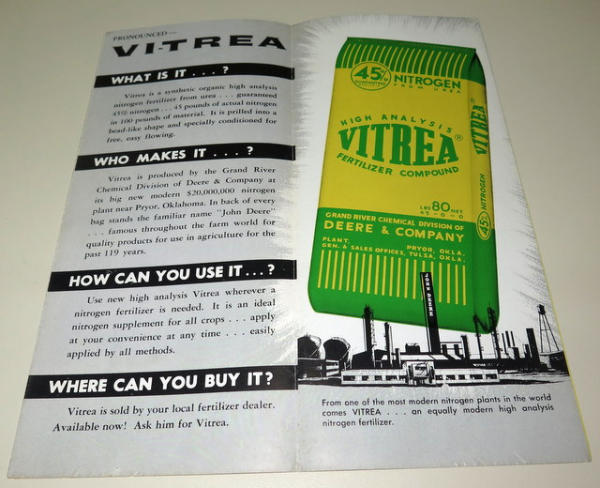 PRONOUNCED—
VI-TREA
WHAT IS IT . . . ?
Vitrea is a synthetic organic high analysis
nitrogen fertilizer from urea . . . guaranteed
45% nitrogen . . . 45 pounds of actual nitrogen
in 100 pounds of material. It is prilled into a
bead-like shape and specially conditioned for
free, easy flowing.
WHO MAKES IT . . . ?
Vitrea is produced by the Grand River
Chemical Division of Deere & Company at
its big new modern $20,000,000 nitrogen
plant near Pryor, Oklahoma. In back of every
bag stands the familiar name "John Deere"
. . . famous throughout the farm world for
quality products for use in agriculture for the
past 119 years.
HOW CAN YOU USE IT...?
Use new high analysis Vitrea wherever a
nitrogen fertilizer is needed. It is an ideal
nitrogen supplement for all crops . . . apply
at your convenience at any time . . . easily
applied by all methods.
WHERE CAN YOU BUY IT?
Vitrea is sold by your local fertilizer dealer.
Available now! Ask him for Vitrea.
45%
GUARANTEED
NITROGEN
FROM UREA
HIGH ANALYSIS
VITREA®
FERTILIZER COMPOUND
LBS 80 NET
45-0-0
GRAND RIVER CHEMICAL DIVISION OF
DEERE & COMPANY
PLANT, PRYOR, OKLA.
GEN. & SALES OFFICES, TULSA, OKLA.
VITREA®
45% NITROGEN
JOHN DEERE
From one of the most modern nitrogen plants in the world
comes VITREA . . . an equally modern high analysis
nitrogen fertilizer.